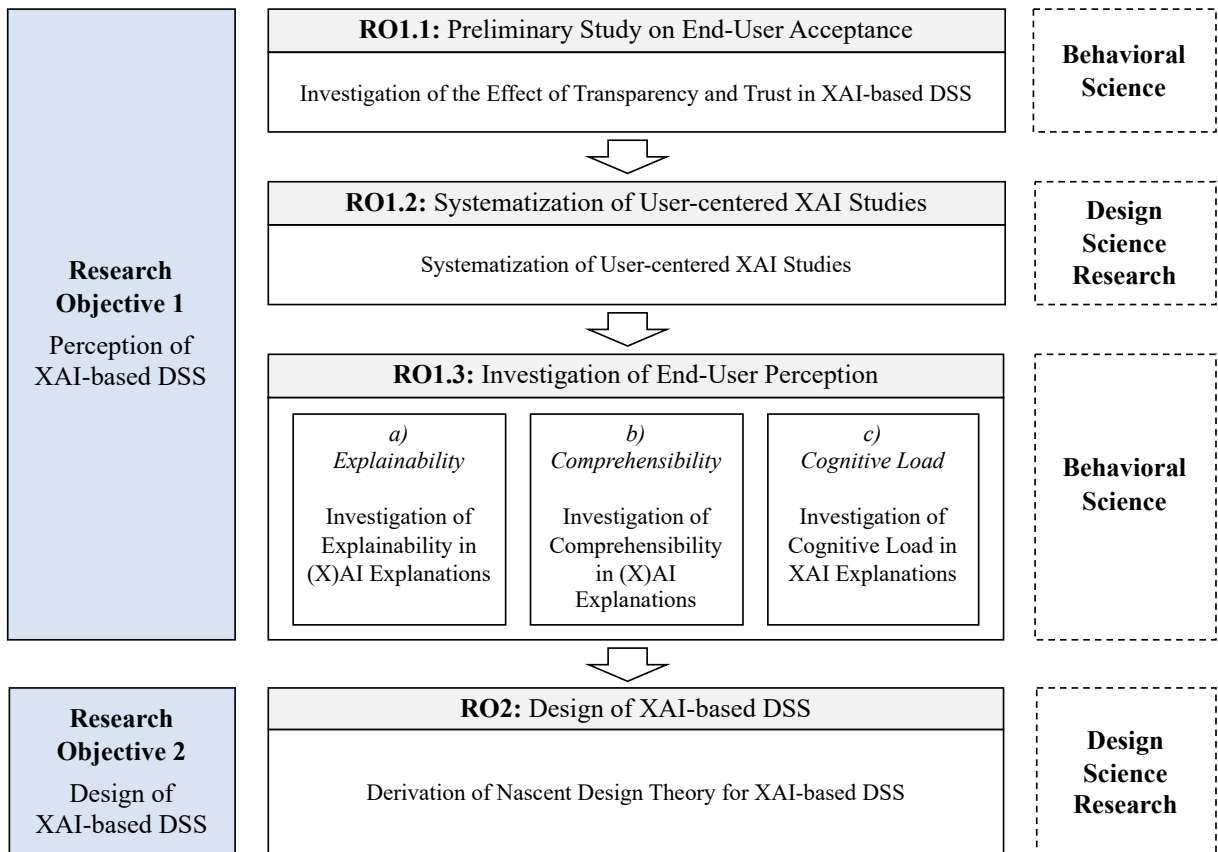 RO1.1: Preliminary Study on End-User Acceptance
Investigation of the Effect of Transparency and Trust in XAI-based DSS
Behavioral
Science
RO1.2: Systematization of User-centered XAI Studies
Systematization of User-centered XAI Studies
Design
Science
Research
Research
Objective 1
Perception of
XAI-based DSS
RO1.3: Investigation of End-User Perception
a)
Explainability
Investigation of
Explainability in
(X)AI Explanations
b)
Comprehensibility
Investigation of
Comprehensibility
in (X)AI
Explanations
c)
Cognitive Load
Investigation of
Cognitive Load in
XAI Explanations
Behavioral
Science
Research
Objective 2
Design of
XAI-based DSS
RO2: Design of XAI-based DSS
Derivation of Nascent Design Theory for XAI-based DSS
Design
Science
Research